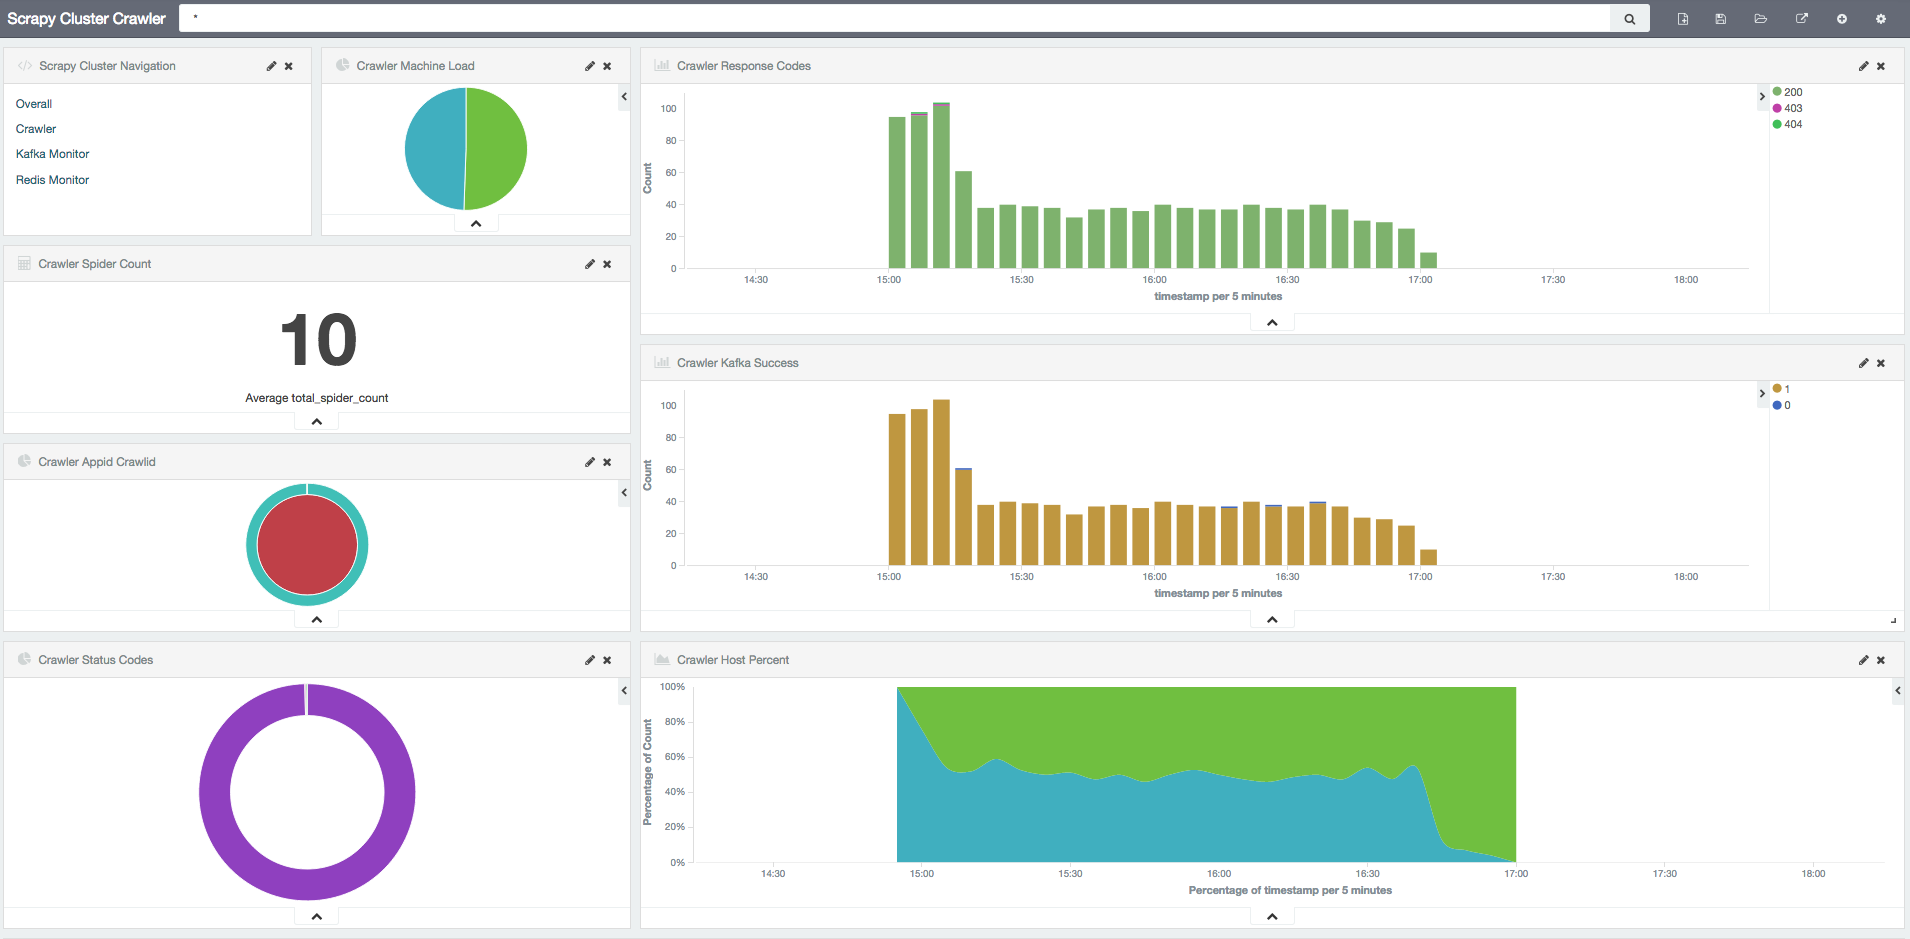 Scrapy Cluster Crawler
*
Scrapy Cluster Navigation
Overall
Crawler
Kafka Monitor
Redis Monitor
Crawler Machine Load
Crawler Spider Count
10
Average total_spider_count
Crawler Appid Crawlid
Crawler Status Codes
Crawler Response Codes
Count
100
80
60
40
20
0
14:30 15:00 15:30 16:00 16:30 17:00 17:30 18:00
timestamp per 5 minutes
200
403
404
Crawler Kafka Success
Count
100
80
60
40
20
0
14:30 15:00 15:30 16:00 16:30 17:00 17:30 18:00
timestamp per 5 minutes
1
0
Crawler Host Percent
Percentage of Count
100%
80%
60%
40%
20%
0%
14:30 15:00 15:30 16:00 16:30 17:00 17:30 18:00
Percentage of timestamp per 5 minutes